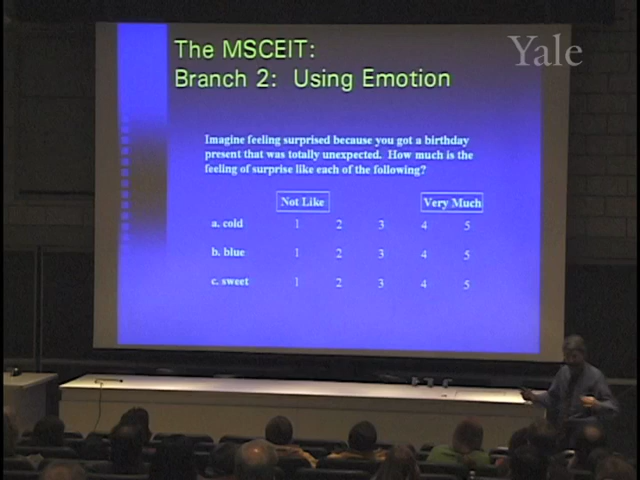 Yale
The MSCEIT:
Branch 2: Using Emotion
Imagine feeling surprised because you got a birthday
present that was totally unexpected. How much is the
feeling of surprise like each of the following?
Not Like Very Much
a. cold 1 2 3 4 5
b. blue 1 2 3 4 5
c. sweet 1 2 3 4 5